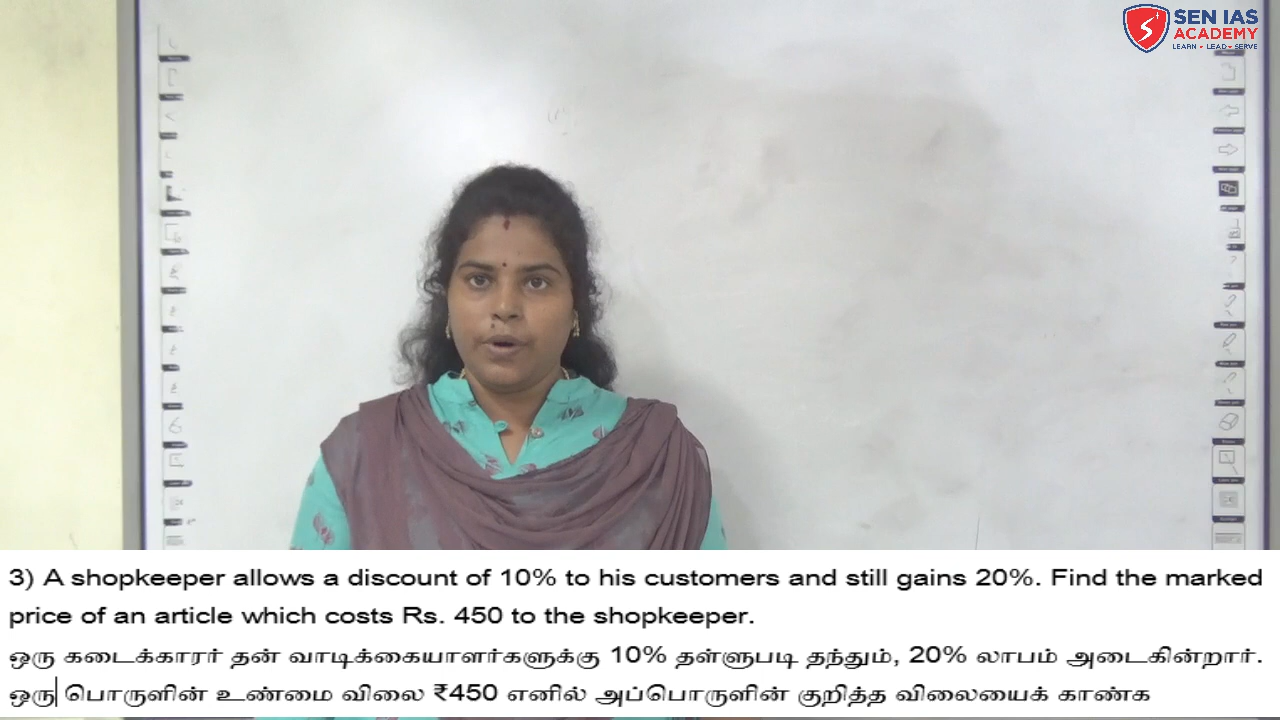 SEN IAS
ACADEMY
LEARN • LEAD • SERVE
3) A shopkeeper allows a discount of 10% to his customers and still gains 20%. Find the marked
price of an article which costs Rs. 450 to the shopkeeper.
ஒரு கடைக்காரர் தன் வாடிக்கையாளர்களுக்கு 10% தள்ளுபடி தந்தும், 20% லாபம் அடைகின்றார்.
ஒரு பொருளின் உண்மை விலை ₹450 எனில் அப்பொருளின் குறித்த விலையைக் காண்க